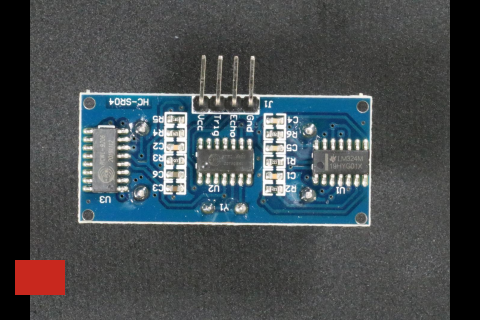 HC-SR04
J1
Vcc
Trig
Echo
Gnd
R5
R4
C2
R3
C6
C3
C4
R6
C5
R1
C1
R2
LM324M
U3
U2
U1
Y1